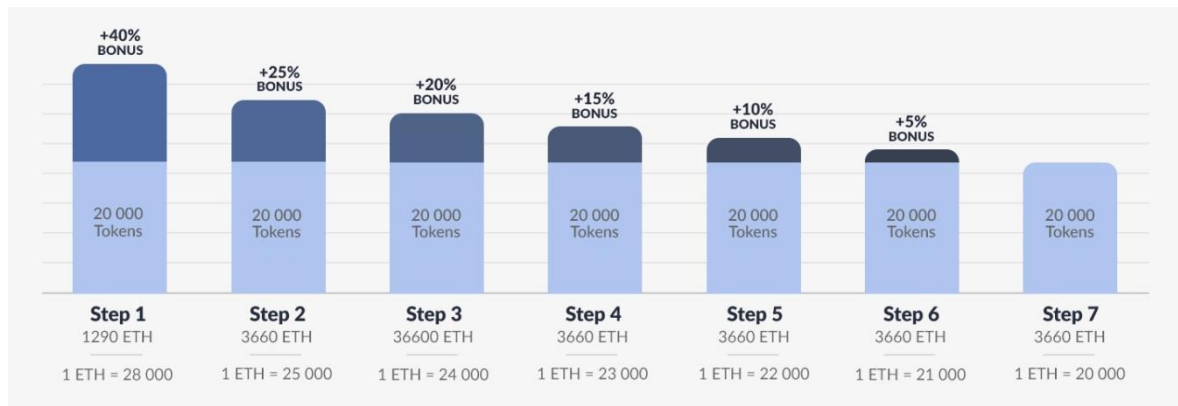 +40%
BONUS
+25%
BONUS
+20%
BONUS
+15%
BONUS
+10%
BONUS
+5%
BONUS
20 000
Tokens
20 000
Tokens
20 000
Tokens
20 000
Tokens
20 000
Tokens
20 000
Tokens
20 000
Tokens
Step 1
1290 ETH
1 ETH = 28 000
Step 2
3660 ETH
1 ETH = 25 000
Step 3
36600 ETH
1 ETH = 24 000
Step 4
3660 ETH
1 ETH = 23 000
Step 5
3660 ETH
1 ETH = 22 000
Step 6
3660 ETH
1 ETH = 21 000
Step 7
3660 ETH
1 ETH = 20 000